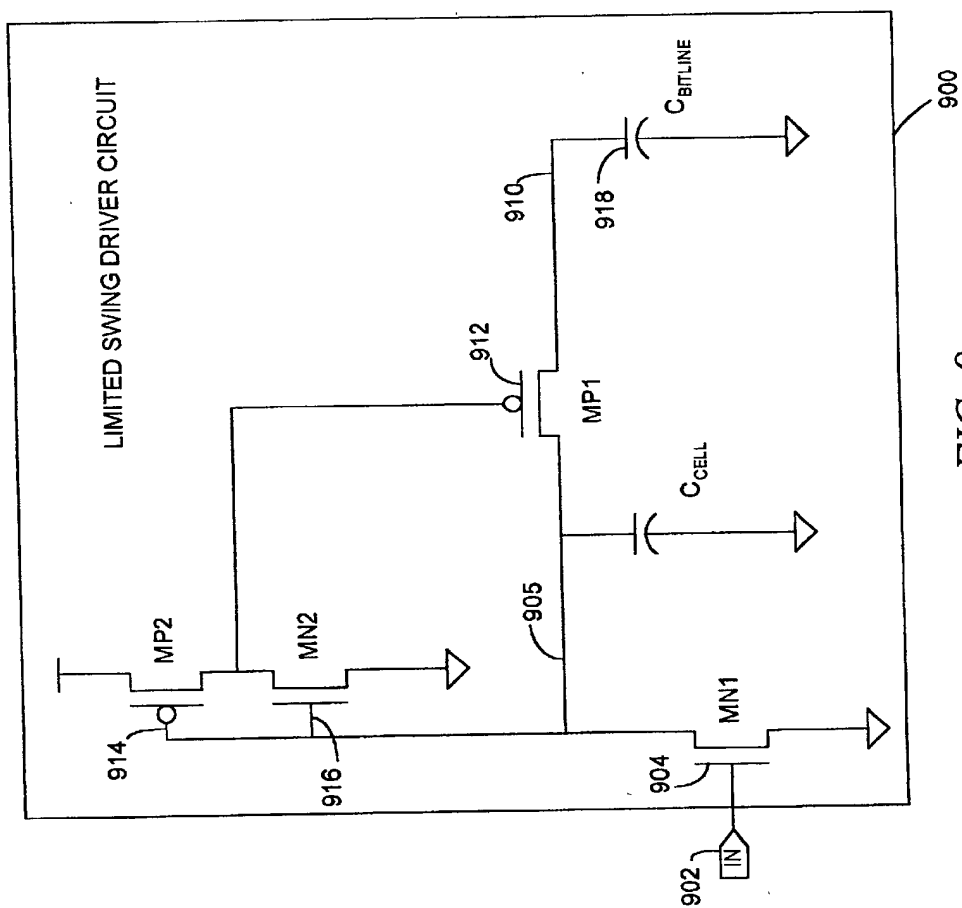 LIMITED SWING DRIVER CIRCUIT
MP2
914
MN2
916
912
MP1
910
918
C_BITLINE
905
C_CELL
904
MN1
902
IN
900